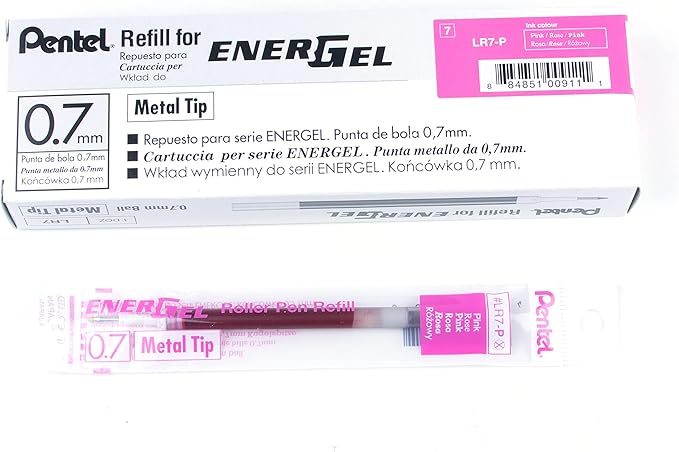 Pentel® Refill for ENERGEL
Repuesto para
Cartuccia per
Wkład do
7
LR7-P
Ink colour
Pink / Rose / Pink
Rosa / Rosa / Różowy
8 84851 00911 1
0.7mm
Punta de bola 0.7mm
Punta metallo da 0.7mm
Końcówka 0,7 mm
Metal Tip
■ Repuesto para serie ENERGEL. Punta de bola 0,7mm.
■ Cartuccia per serie ENERGEL. Punta metallo da 0,7mm.
■ Wkład wymienny do serii ENERGEL. Końcówka 0,7 mm.
Pentel Refill for ENERGEL
0.7mm Ball
Metal Tip
1 DOZ
LR7
ENERGEL Roller Pen Refill
0.7
Metal Tip
Pink
Rose
Pink
Rosa
Rosa
Różowy
#LR7-P
Pentel®